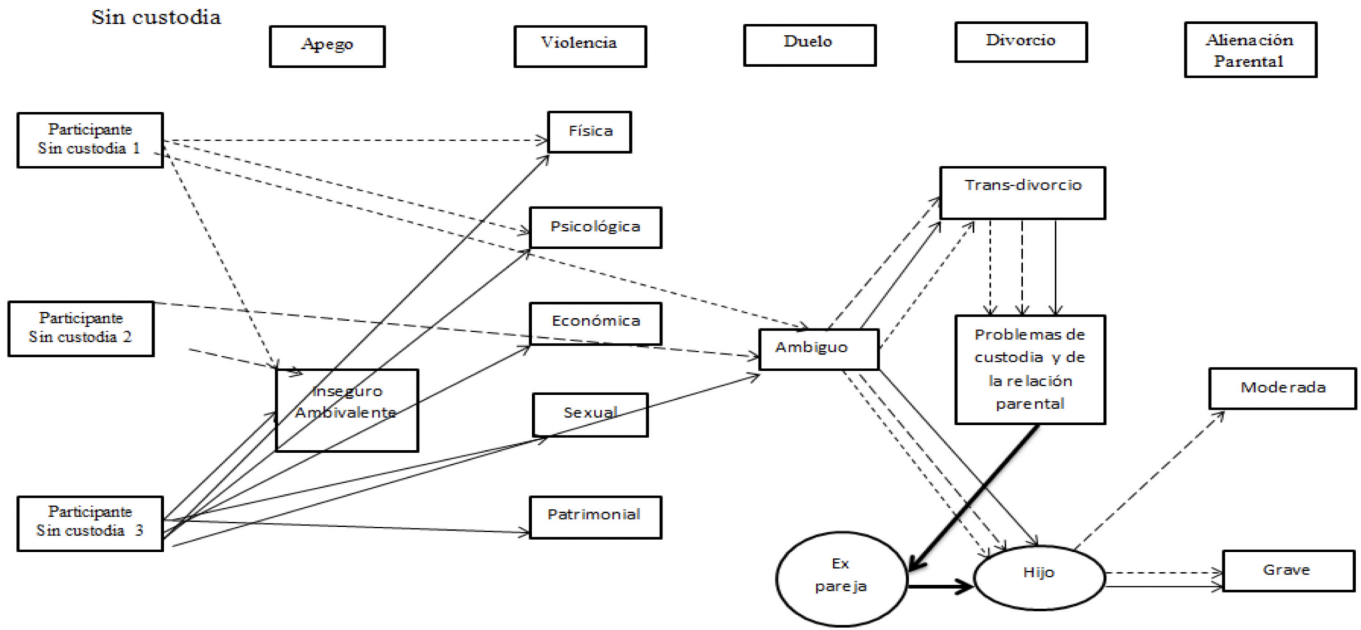 Sin custodia
Apego
Violencia
Duelo
Divorcio
Alienación
Parental
Participante
Sin custodia 1
Física
Trans-divorcio
Psicológica
Participante
Sin custodia 2
Económica
Ambiguo
Problemas de
custodia y de
la relación
parental
Inseguro
Ambivalente
Sexual
Moderada
Participante
Sin custodia 3
Patrimonial
Ex
pareja
Hijo
Grave